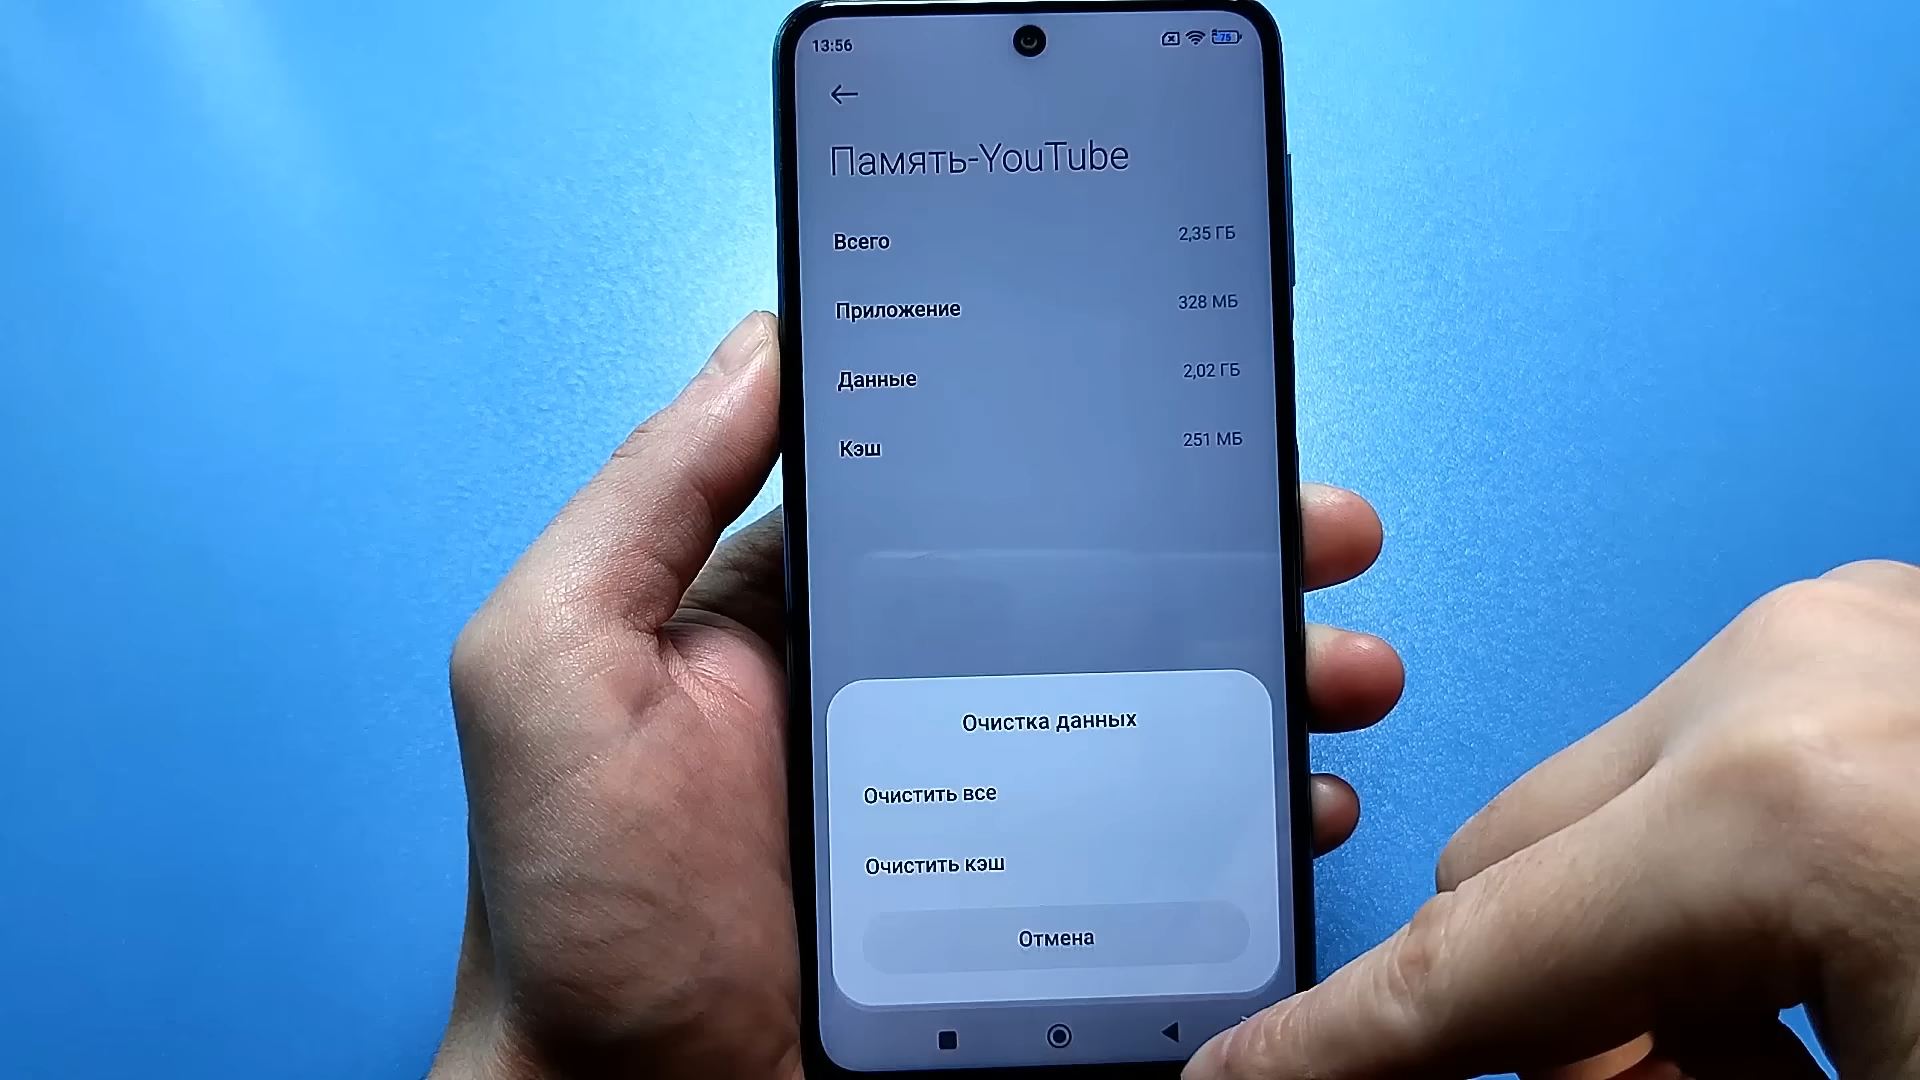 13:56
75
Память-YouTube
Всего 2,35 ГБ
Приложение 328 МБ
Данные 2,02 ГБ
Кэш 251 МБ
Очистка данных
Очистить все
Очистить кэш
Отмена